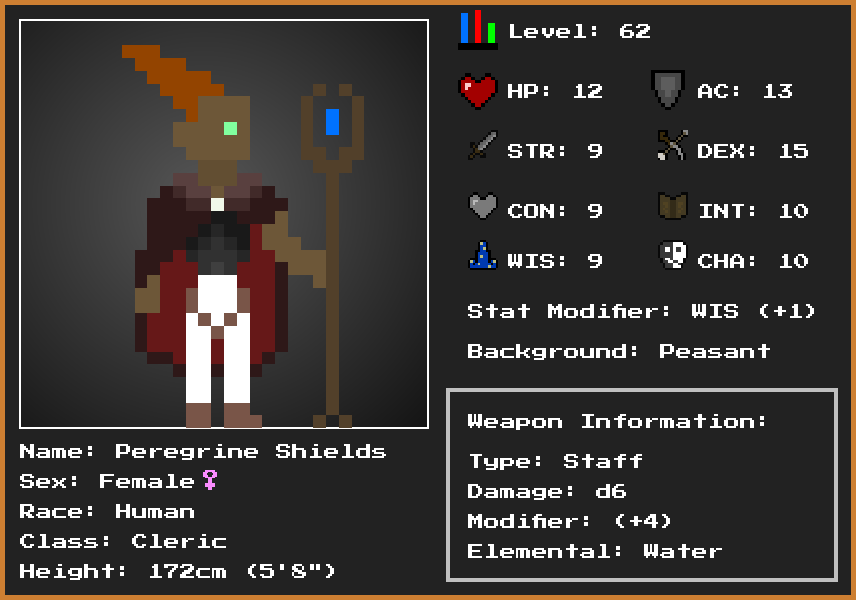 Level: 62
HP: 12 AC: 13
STR: 9 DEX: 15
CON: 9 INT: 10
WIS: 9 CHA: 10
Stat Modifier: WIS (+1)
Background: Peasant
Weapon Information:
Type: Staff
Damage: d6
Modifier: (+4)
Elemental: Water
Name: Peregrine Shields
Sex: Female♀
Race: Human
Class: Cleric
Height: 172cm (5'8")